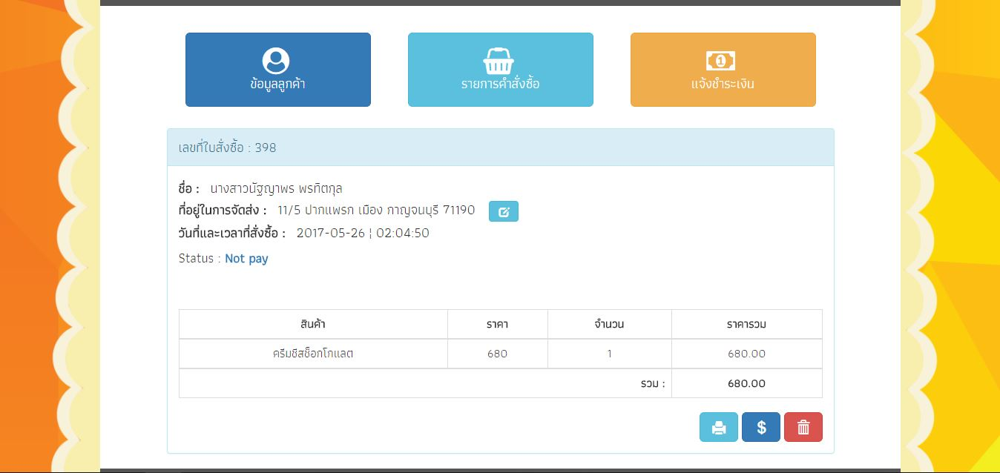 ข้อมูลลูกค้า
รายการคำสั่งซื้อ
แจ้งชำระเงิน
เลขที่ใบสั่งซื้อ : 398
ชื่อ : นางสาวนัฐญาพร พรทิตกุล
ที่อยู่ในการจัดส่ง : 11/5 ปากแพรก เมือง กาญจนบุรี 71190
วันที่และเวลาที่สั่งซื้อ : 2017-05-26 ¦ 02:04:50
Status : Not pay
สินค้า ราคา จำนวน ราคารวม
ครีมชีสช็อกโกแลต 680 1 680.00
รวม : 680.00